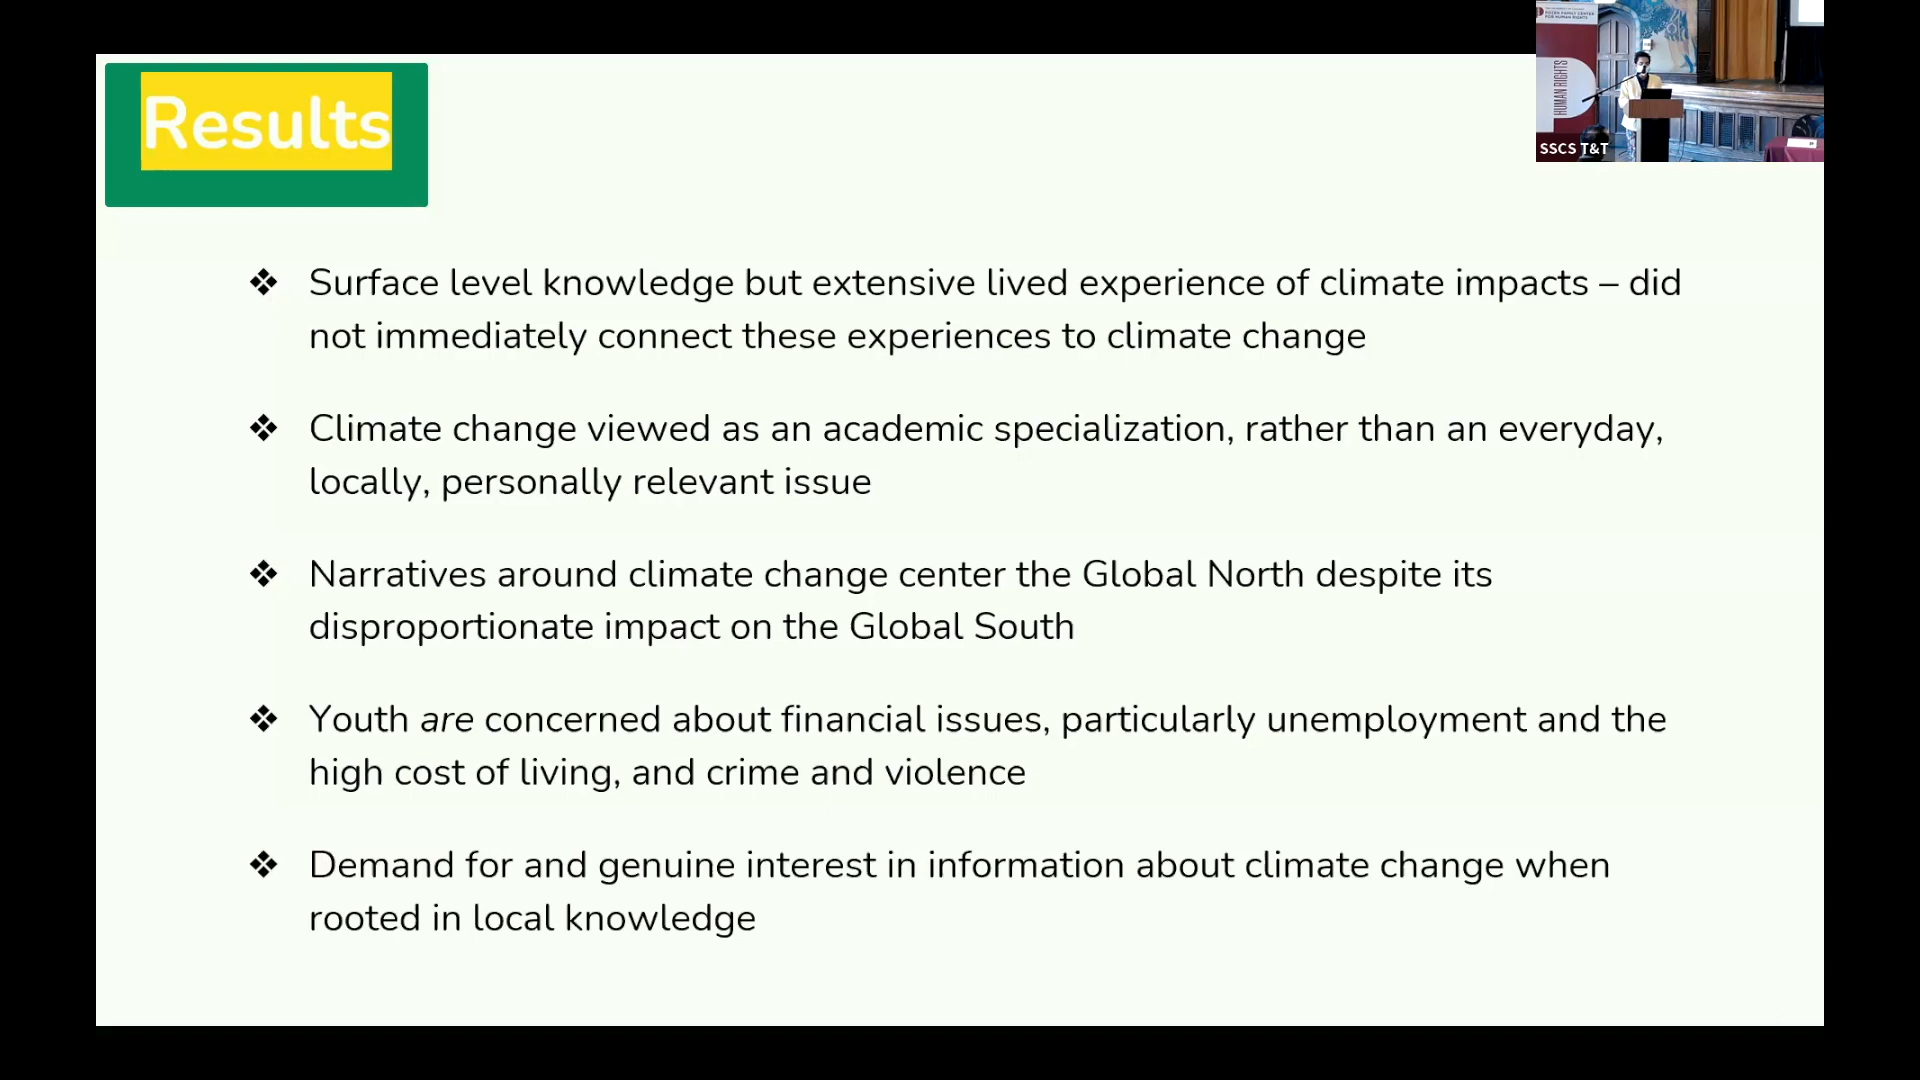 Results
FOR HUMAN RIGHTS
HUMAN RIGHTS
SSCS T&T
❖ Surface level knowledge but extensive lived experience of climate impacts – did
not immediately connect these experiences to climate change
❖ Climate change viewed as an academic specialization, rather than an everyday,
locally, personally relevant issue
❖ Narratives around climate change center the Global North despite its
disproportionate impact on the Global South
❖ Youth are concerned about financial issues, particularly unemployment and the
high cost of living, and crime and violence
❖ Demand for and genuine interest in information about climate change when
rooted in local knowledge